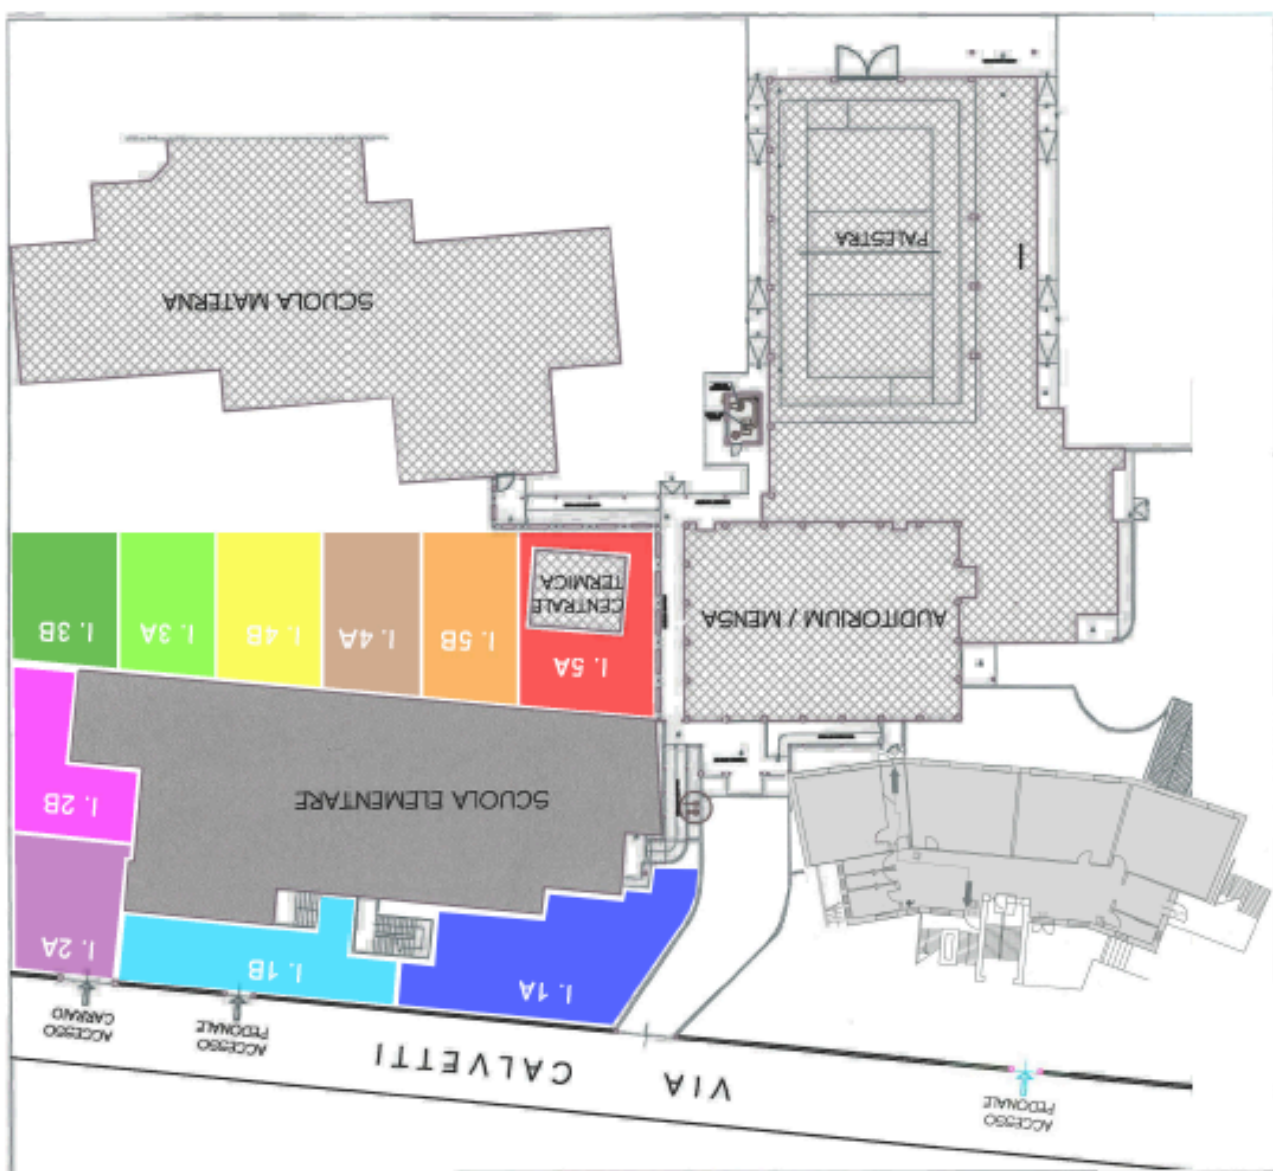 ACCESSO
PEDONALE
VIA CALVETTI
ACCESSO
PEDONALE
ACCESSO
CARRAIO
I. 1A
I. 1B
I. 2A
SCUOLA ELEMENTARE
I. 2B
I. 5A
I. 5B
I. 4A
I. 4B
I. 3A
I. 3B
AUDITORIUM / MENSA
CENTRALE
TERMICA
SCUOLA MATERNA
PALESTRA